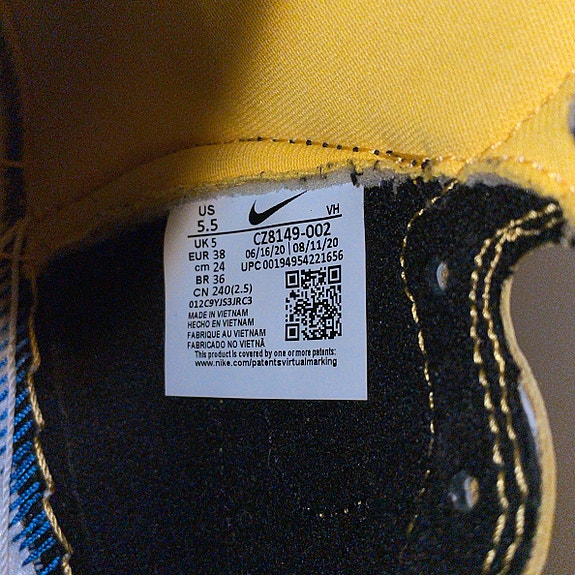 US
5.5
VH
UK 5
CZ8149-002
EUR 38
06/16/20 | 08/11/20
cm 24
UPC 00194954221656
BR 36
CN 240(2.5)
012C9YJS3JRC3
MADE IN VIETNAM
HECHO EN VIETNAM
FABRIQUE AU VIETNAM
FABRICADO NO VIETNÃ
This product is covered by one or more patents:
www.nike.com/patentsvirtualmarking